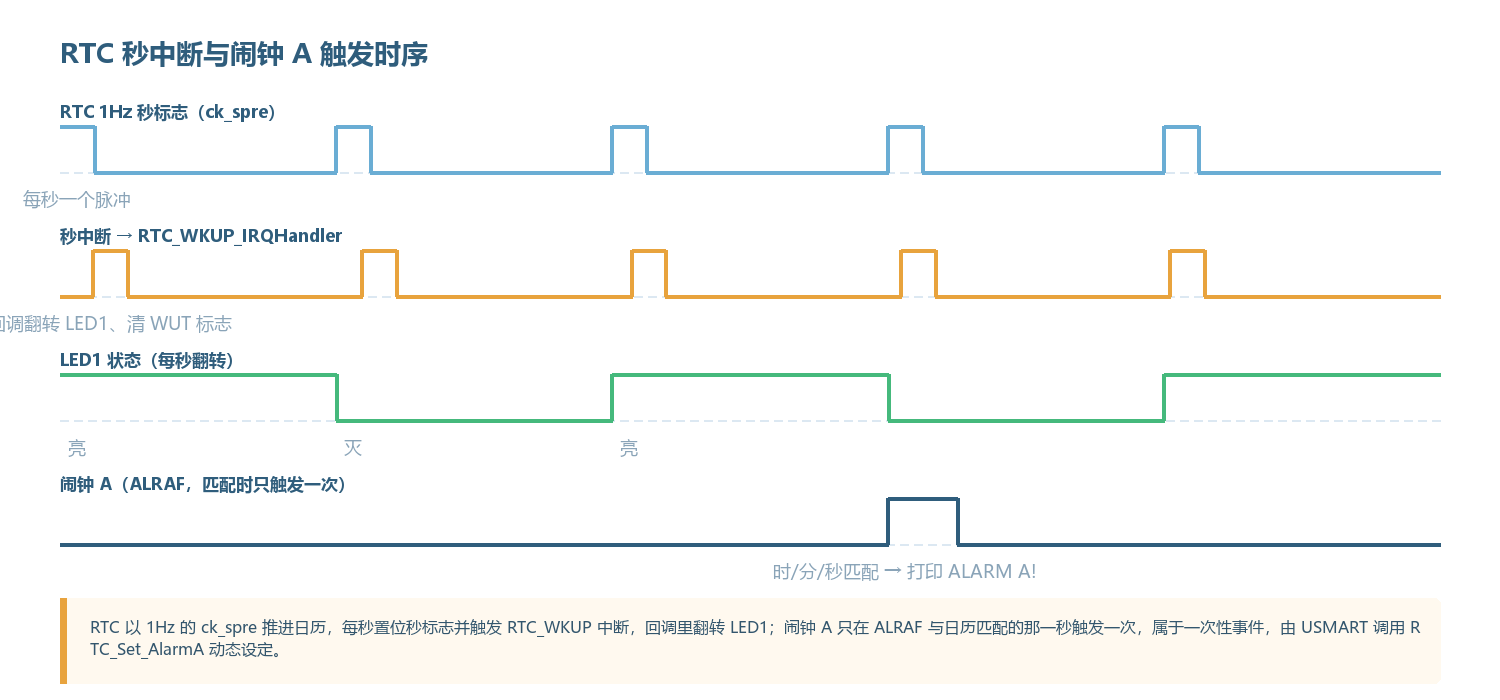 RTC 秒中断与闹钟 A 触发时序
RTC 1Hz 秒标志（ck_spre）
每秒一个脉冲
秒中断 → RTC_WKUP_IRQHandler
调翻转 LED1、清 WUT 标志
LED1 状态（每秒翻转）
亮 灭 亮
闹钟 A（ALRAF，匹配时只触发一次）
时/分/秒匹配 → 打印 ALARM A!
RTC 以 1Hz 的 ck_spre 推进日历，每秒置位秒标志并触发 RTC_WKUP 中断，回调里翻转 LED1；闹钟 A 只在 ALRAF 与日历匹配的那一秒触发一次，属于一次性事件，由 USMART 调用 R
TC_Set_AlarmA 动态设定。